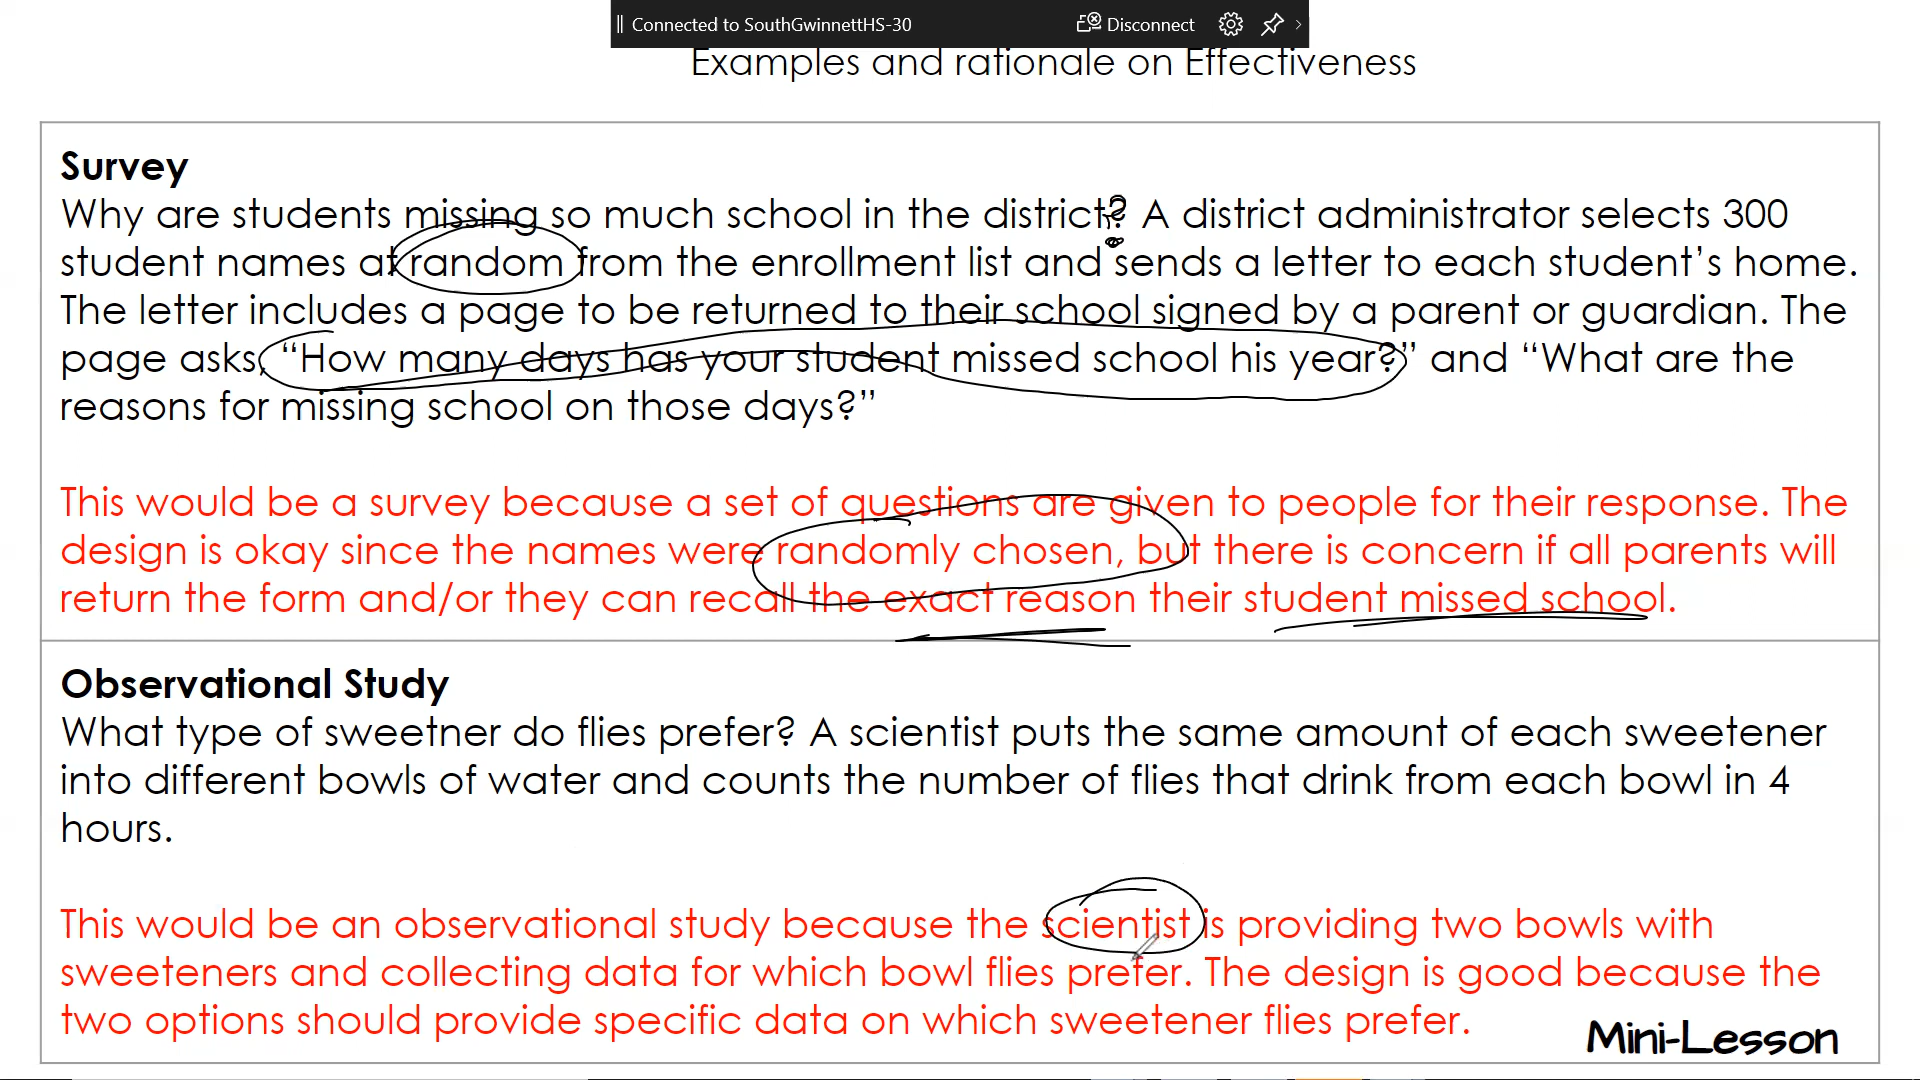 Connected to SouthGwinnettHS-30
Disconnect
Examples and rationale on Effectiveness
Survey
Why are students missing so much school in the district? A district administrator selects 300
student names at random from the enrollment list and sends a letter to each student’s home.
The letter includes a page to be returned to their school signed by a parent or guardian. The
page asks, “How many days has your student missed school his year?” and “What are the
reasons for missing school on those days?”
This would be a survey because a set of questions are given to people for their response. The
design is okay since the names were randomly chosen, but there is concern if all parents will
return the form and/or they can recall the exact reason their student missed school.
Observational Study
What type of sweetner do flies prefer? A scientist puts the same amount of each sweetener
into different bowls of water and counts the number of flies that drink from each bowl in 4
hours.
This would be an observational study because the scientist is providing two bowls with
sweeteners and collecting data for which bowl flies prefer. The design is good because the
two options should provide specific data on which sweetener flies prefer.
Mini-Lesson